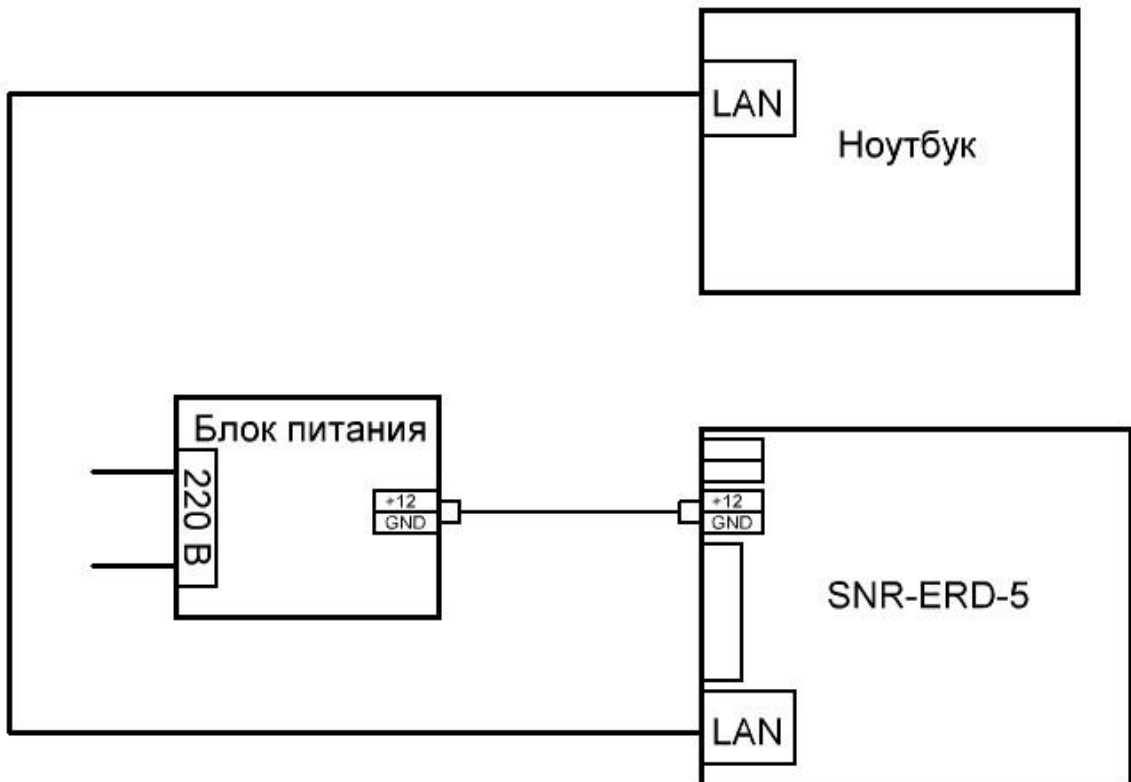 LAN
Ноутбук
Блок питания
220 В
+12
GND
+12
GND
SNR-ERD-5
LAN